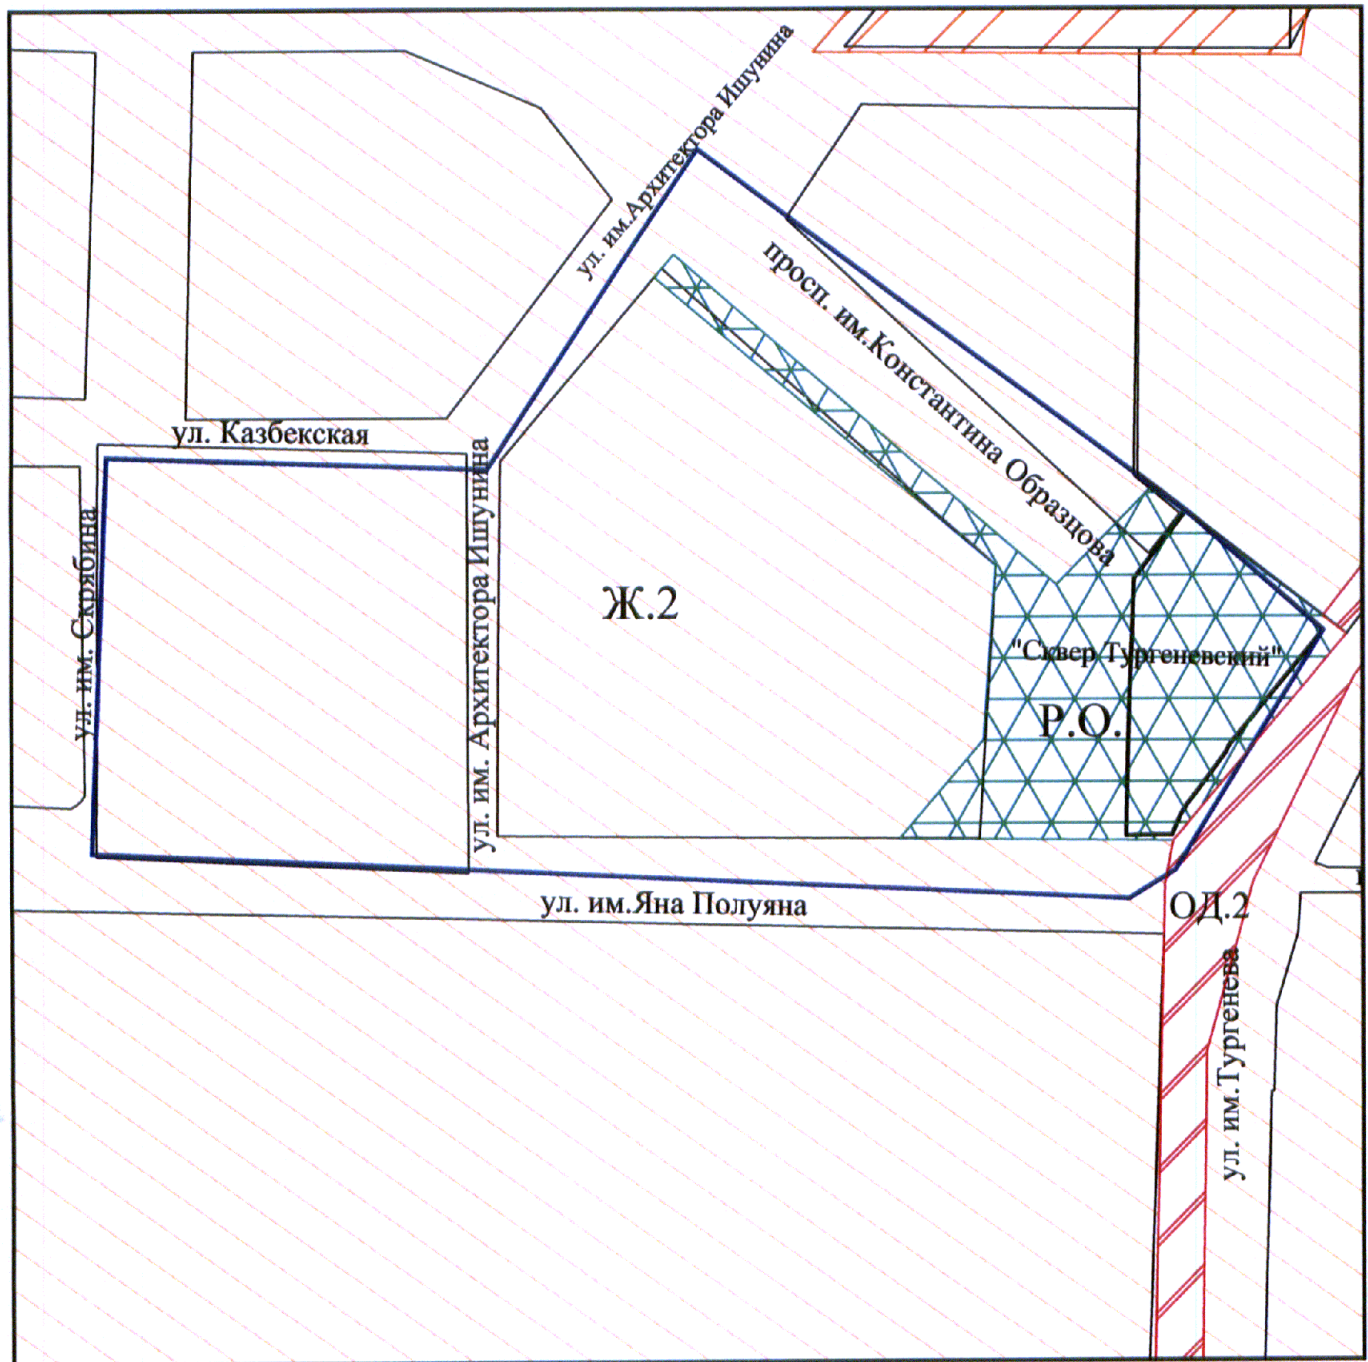 ул. им.Архитектора Ишунина
просп. им.Константина Образцова
ул. Казбекская
ул. им. Скрябина
ул. им. Архитектора Ишунина
Ж.2
"Сквер Тургеневский"
Р.О.
ул. им.Яна Полуяна
ОД.2
ул. им.Тургенева